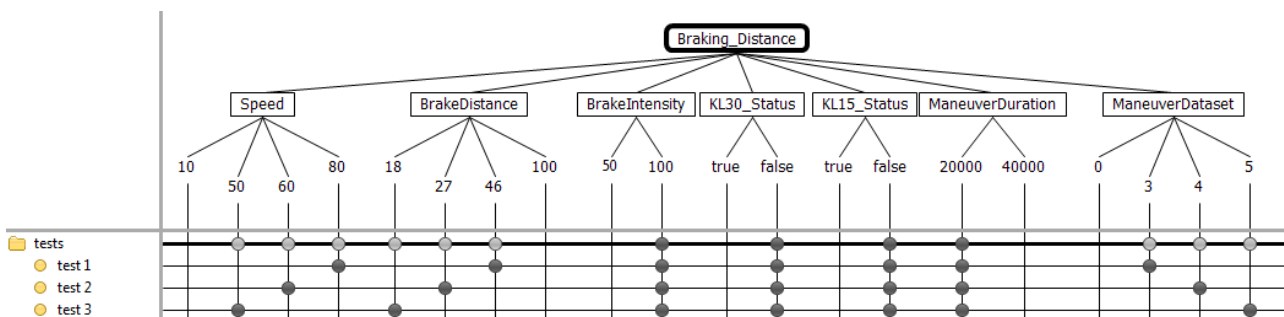 Braking_Distance
Speed BrakeDistance BrakeIntensity KL30_Status KL15_Status ManeuverDuration ManeuverDataset
10 80 18 100 50 100 true false true false 20000 40000 0 5
50 60 27 46 3 4
tests
test 1
test 2
test 3